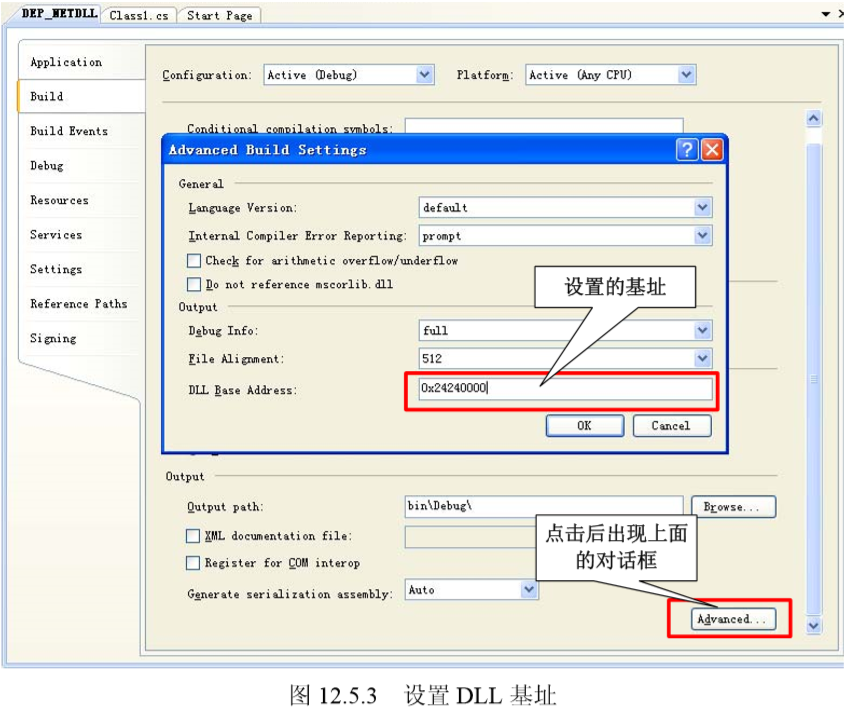 DEP_NETDLL Class1.cs Start Page
Application
Build
Build Events
Debug
Resources
Services
Settings
Reference Paths
Signing
Configuration: Active (Debug) Platform: Active (Any CPU)
Conditional compilation symbols:
Advanced Build Settings
General
Language Version: default
Internal Compiler Error Reporting: prompt
Check for arithmetic overflow/underflow
Do not reference mscorlib.dll
设置的基址
Output
Debug Info: full
File Alignment: 512
DLL Base Address: 0x24240000
OK Cancel
Output
Output path: bin\Debug\ Browse...
XML documentation file:
Register for COM interop
点击后出现上面
的对话框
Generate serialization assembly: Auto
Advanced...
图 12.5.3 设置 DLL 基址